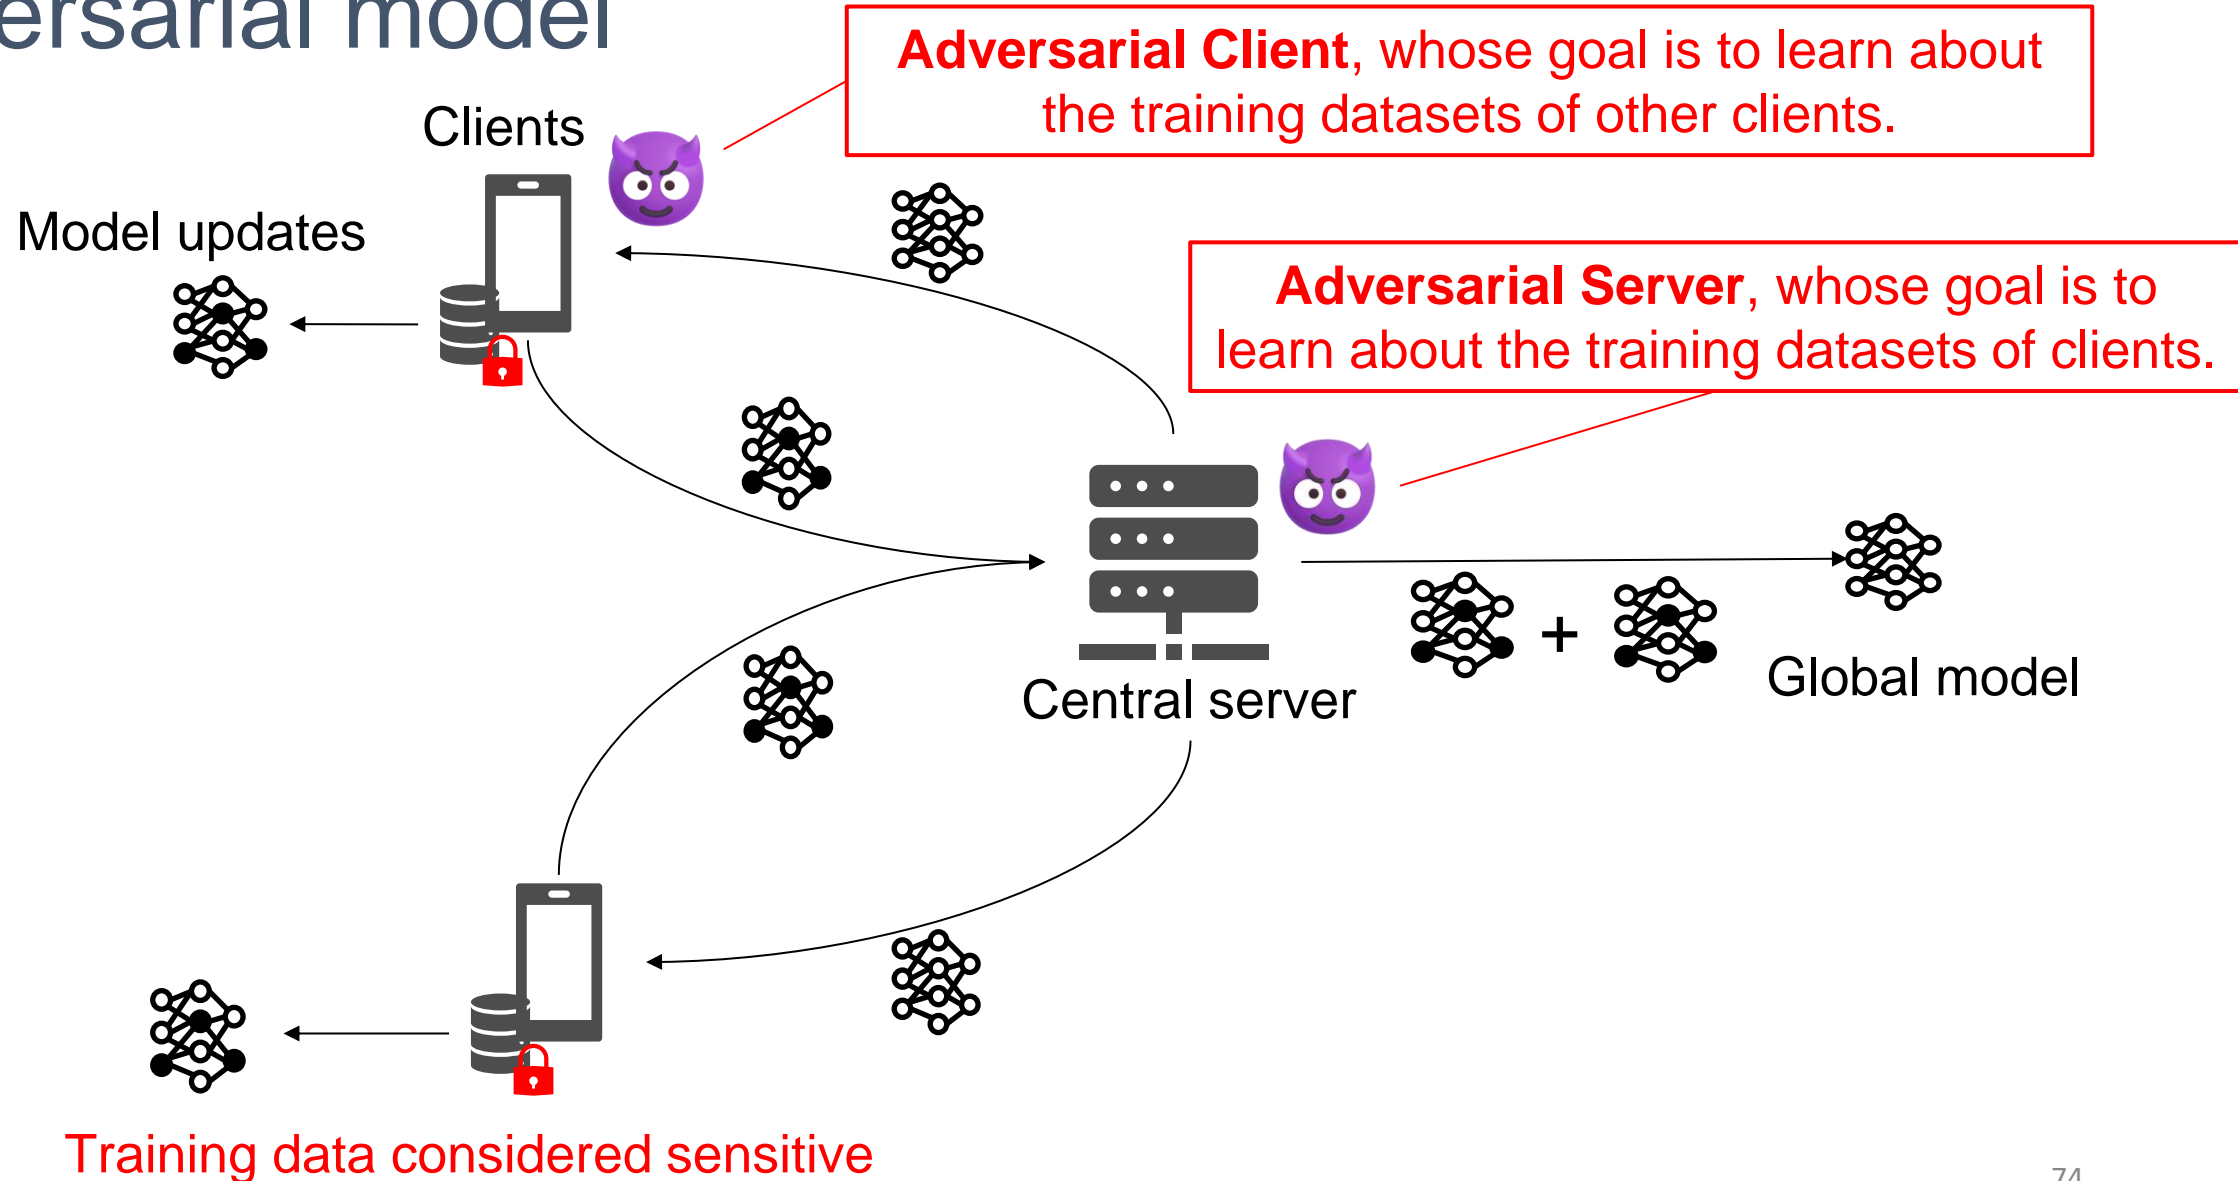 ersarial model
Adversarial Client, whose goal is to learn about
the training datasets of other clients.
Clients
Model updates
Adversarial Server, whose goal is to
learn about the training datasets of clients.
+
Global model
Central server
Training data considered sensitive
74